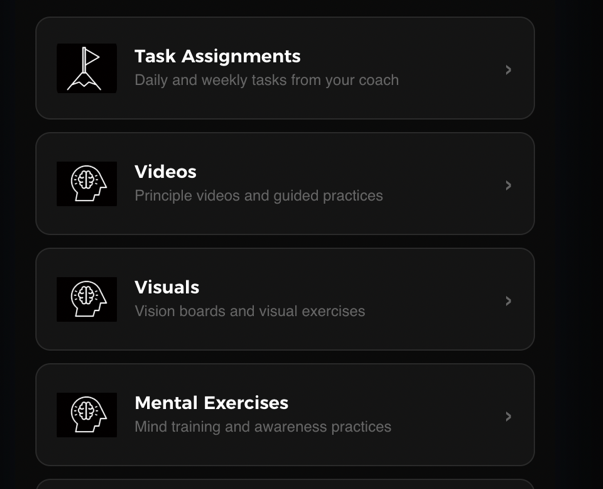 Task Assignments
Daily and weekly tasks from your coach
Videos
Principle videos and guided practices
Visuals
Vision boards and visual exercises
Mental Exercises
Mind training and awareness practices